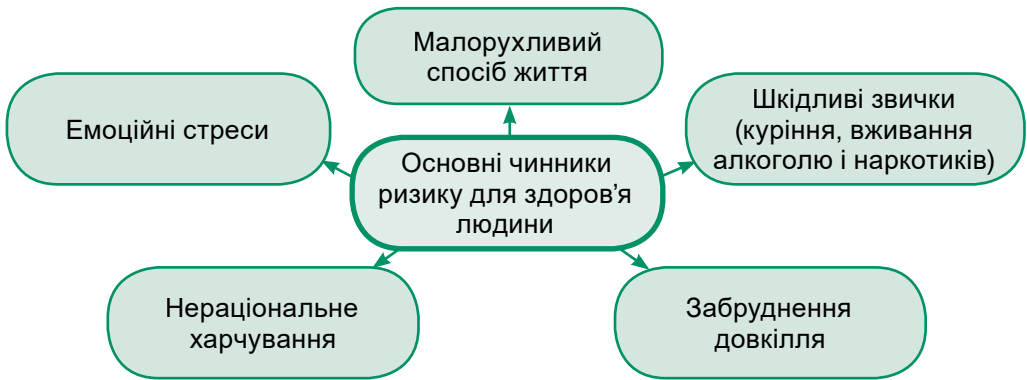 Малорухливий
спосіб життя
Емоційні стреси
Шкідливі звички
(куріння, вживання
алкоголю і наркотиків)
Основні чинники
ризику для здоров’я
людини
Нераціональне
харчування
Забруднення
довкілля